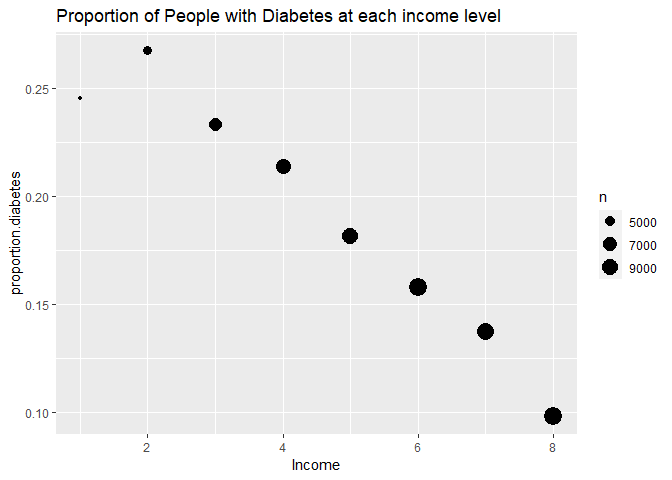 Proportion of People with Diabetes at each income level
proportion.diabetes
0.25
0.20
0.15
0.10
2
4
6
8
Income
n
5000
7000
9000